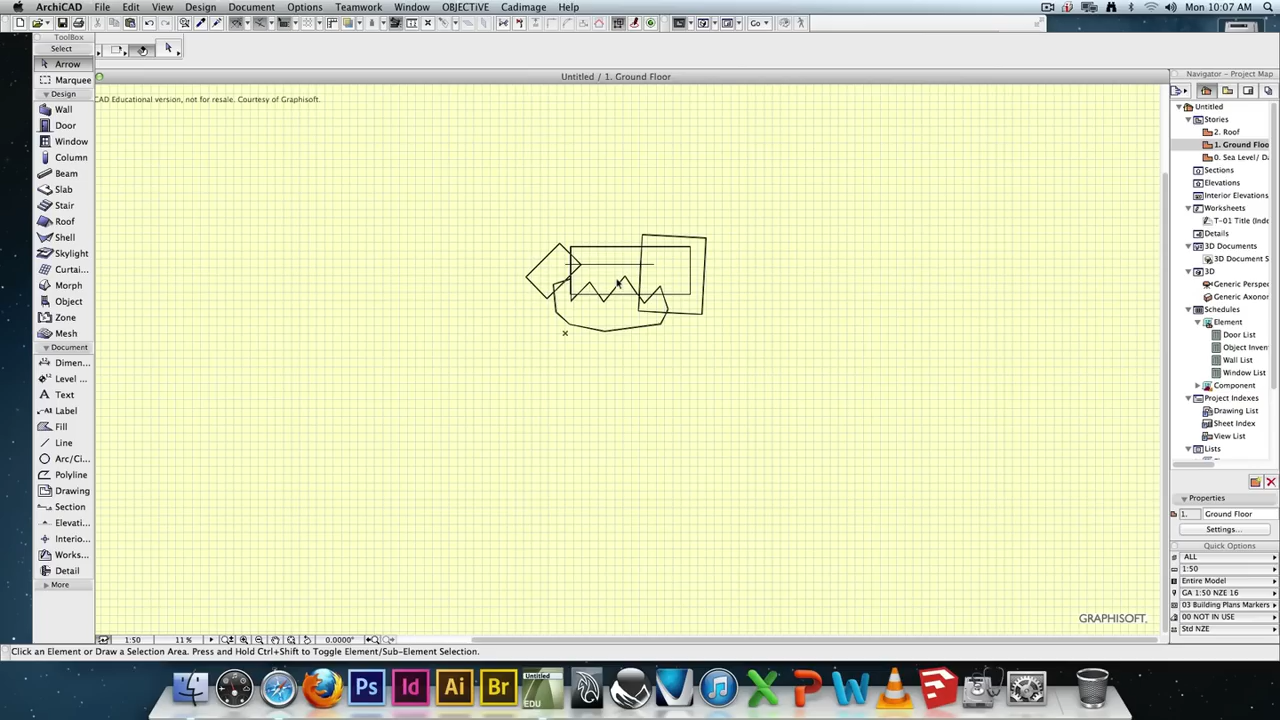 ArchiCAD File Edit View Design Document Options Teamwork Window OBJECTiVE Cadimage Help
Mon 10:07 AM
ToolBox
Select
Arrow
Marquee
Design
Wall
Door
Window
Column
Beam
Slab
Stair
Roof
Shell
Skylight
Curtai...
Morph
Object
Zone
Mesh
Document
Dimen...
Level ...
Text
Label
Fill
Line
Arc/Ci...
Polyline
Drawing
Section
Elevati...
Interio...
Works...
Detail
More
Go
Untitled / 1. Ground Floor
CAD Educational version, not for resale. Courtesy of Graphisoft.
GRAPHISOFT.
1:50 11 % 0.0000°
Click an Element or Draw a Selection Area. Press and Hold Ctrl+Shift to Toggle Element/Sub-Element Selection.
Navigator - Project Map
Untitled
Stories
2. Roof
1. Ground Floo
0. Sea Level/ D
Sections
Elevations
Interior Elevations
Worksheets
T-01 Title (Inde
Details
3D Documents
3D Document S
3D
Generic Perspe
Generic Axonor
Schedules
Element
Door List
Object Inven
Wall List
Window List
Component
Project Indexes
Drawing List
Sheet Index
View List
Lists
Properties
1. Ground Floor
Settings...
Quick Options
ALL
1:50
Entire Model
GA 1:50 NZE 16
03 Building Plans Markers
00 NOT IN USE
Std NZE
Ps
Id
Ai
Br
Untitled
EDU